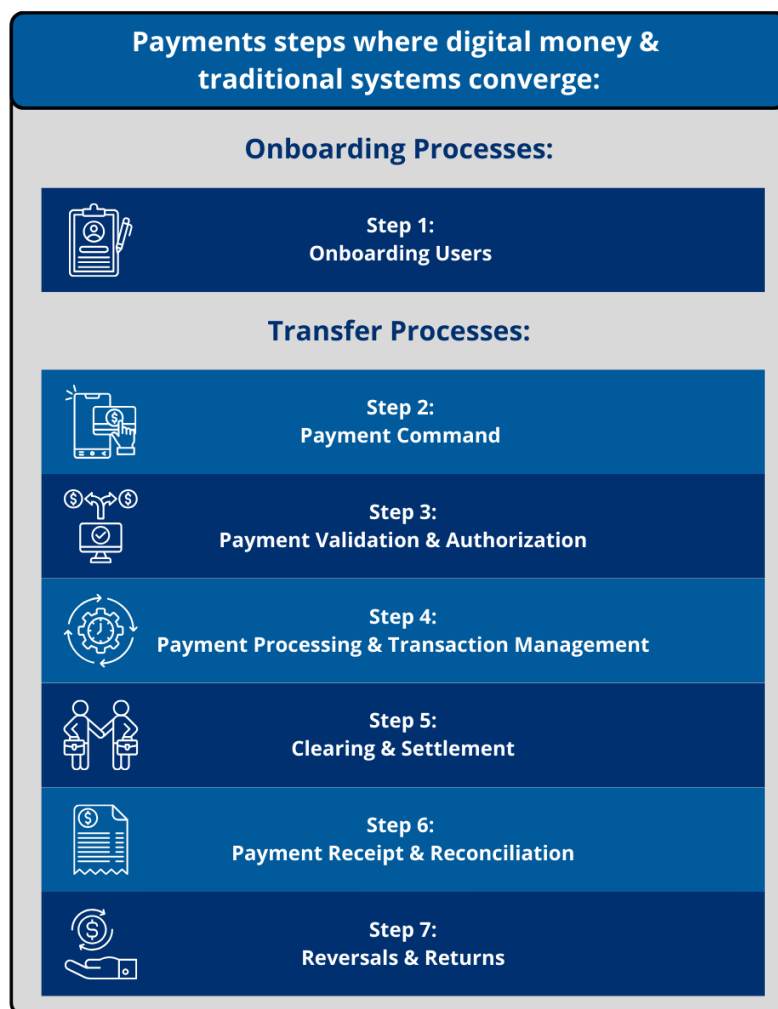 Payments steps where digital money &
traditional systems converge:
Onboarding Processes:
Step 1:
Onboarding Users
Transfer Processes:
Step 2:
Payment Command
Step 3:
Payment Validation & Authorization
Step 4:
Payment Processing & Transaction Management
Step 5:
Clearing & Settlement
Step 6:
Payment Receipt & Reconciliation
Step 7:
Reversals & Returns